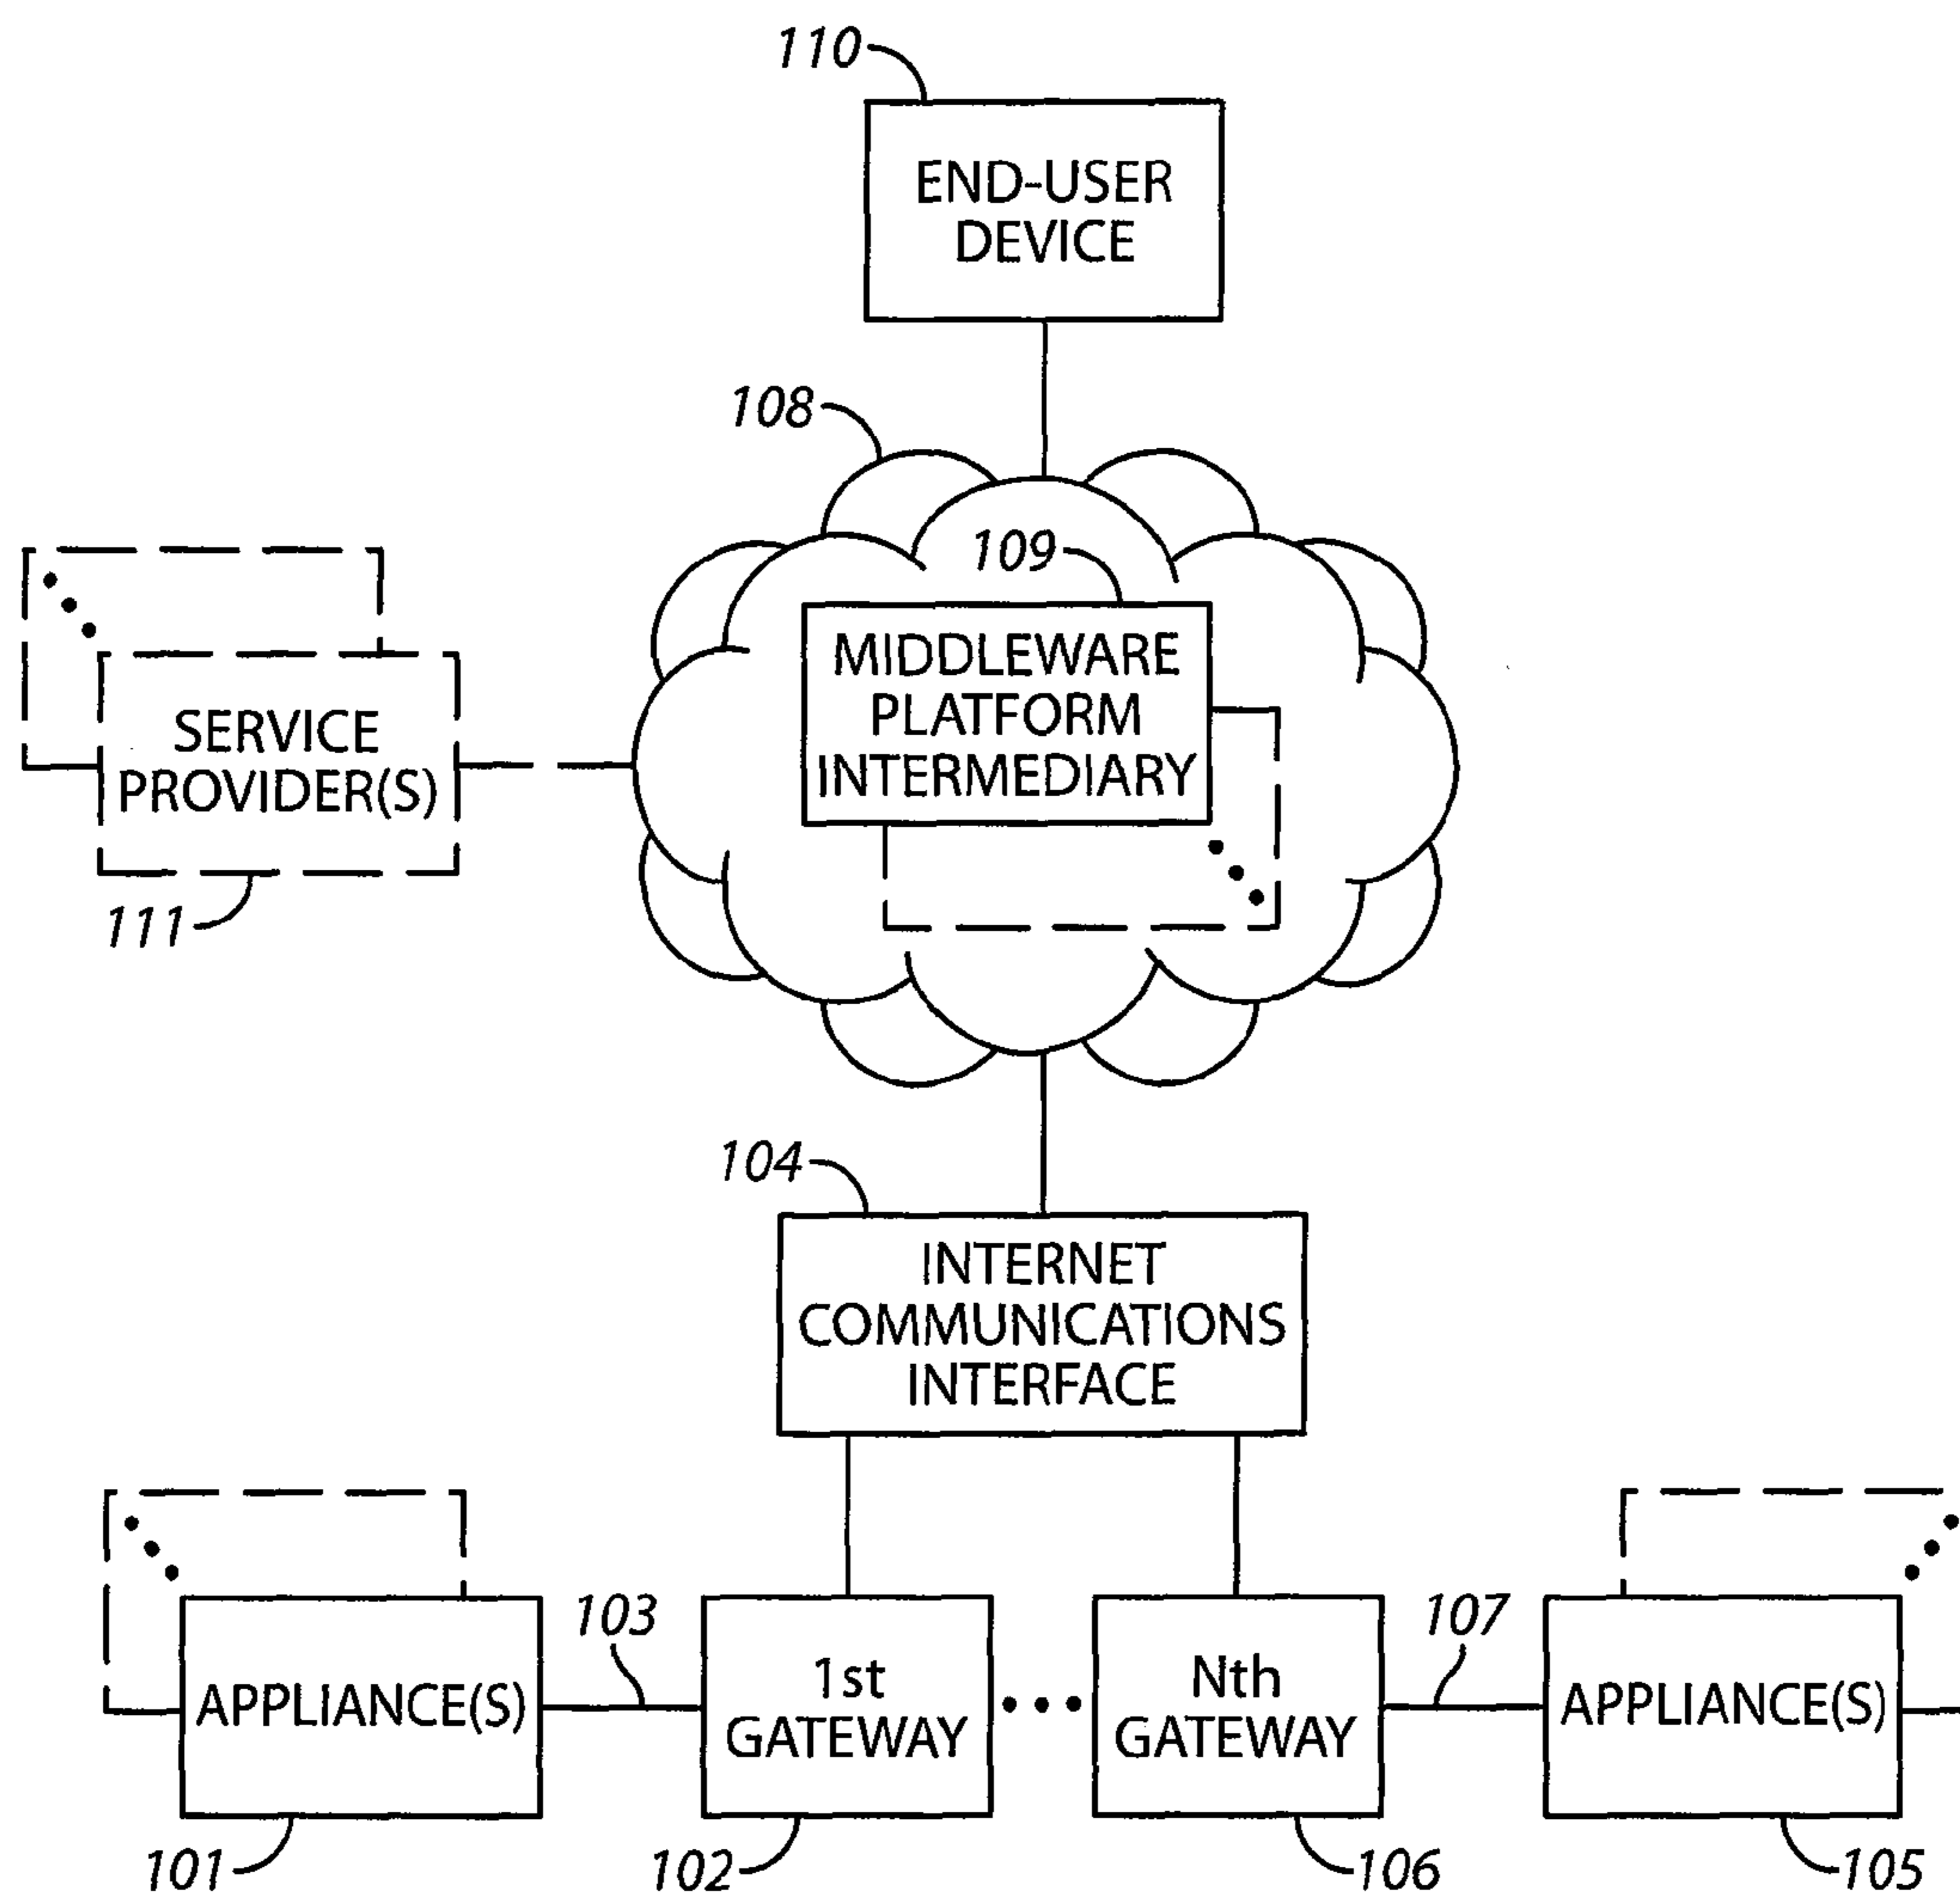 110
END-USER
DEVICE
108
109
MIDDLEWARE
PLATFORM
INTERMEDIARY
SERVICE
PROVIDER(S)
111
104
INTERNET
COMMUNICATIONS
INTERFACE
103
107
APPLIANCE(S)
1st
GATEWAY
Nth
GATEWAY
APPLIANCE(S)
101
102
106
105